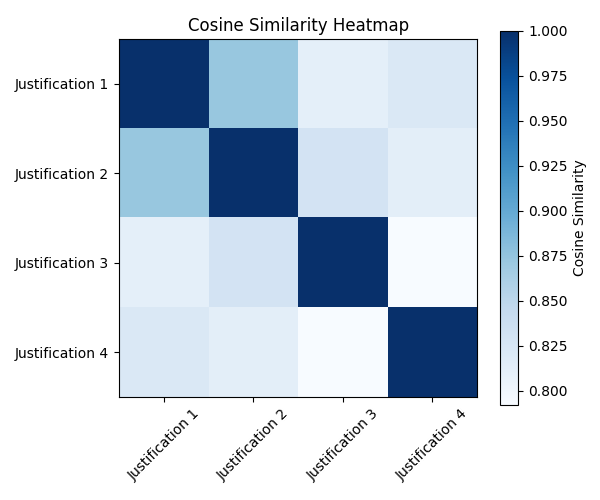 Cosine Similarity Heatmap
Justification 1
Justification 2
Justification 3
Justification 4
Justification 1
Justification 2
Justification 3
Justification 4
1.000
0.975
0.950
0.925
0.900
0.875
0.850
0.825
0.800
Cosine Similarity